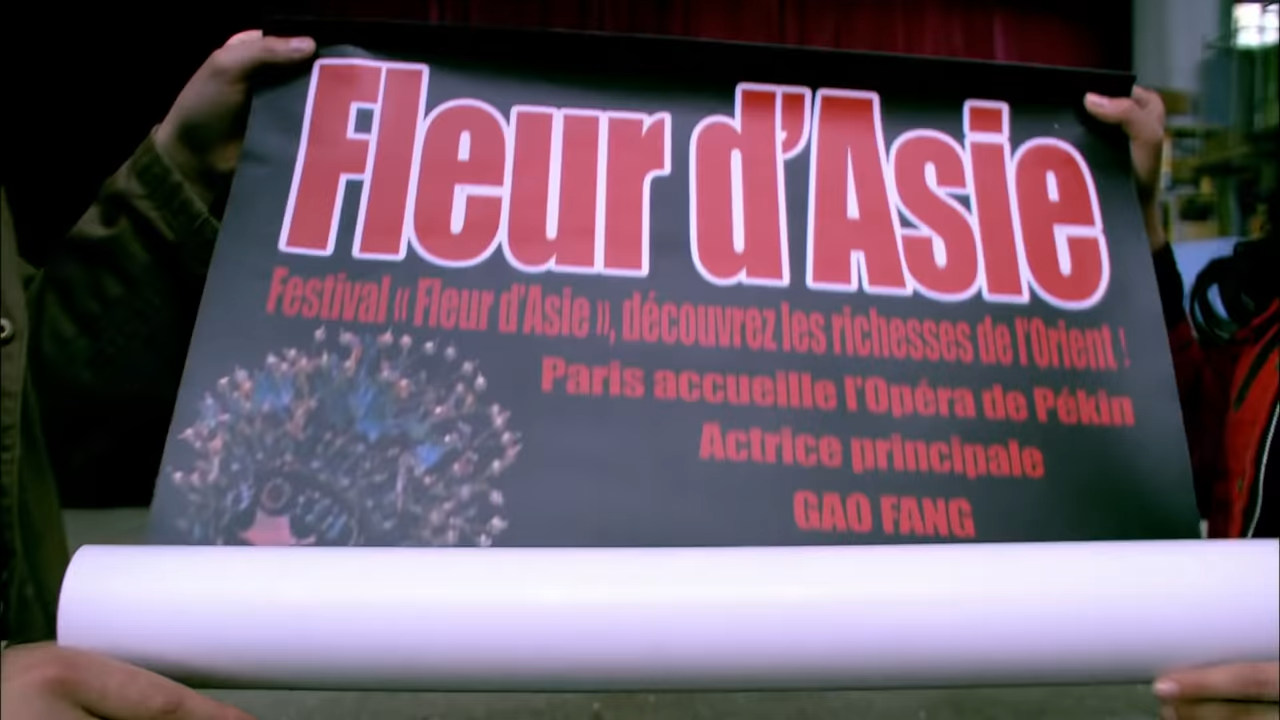 Fleur d'Asie
Festival « Fleur d'Asie », découvrez les richesses de l'Orient !
Paris accueille l'Opéra de Pékin
Actrice principale
GAO FANG